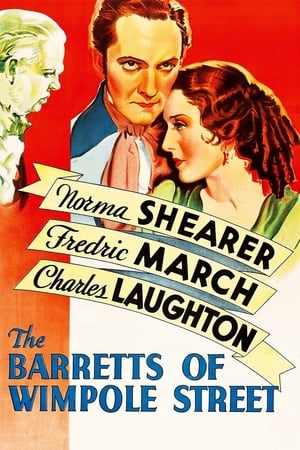 Norma SHEARER
Fredric MARCH
Charles LAUGHTON
The
BARRETTS OF
WIMPOLE STREET